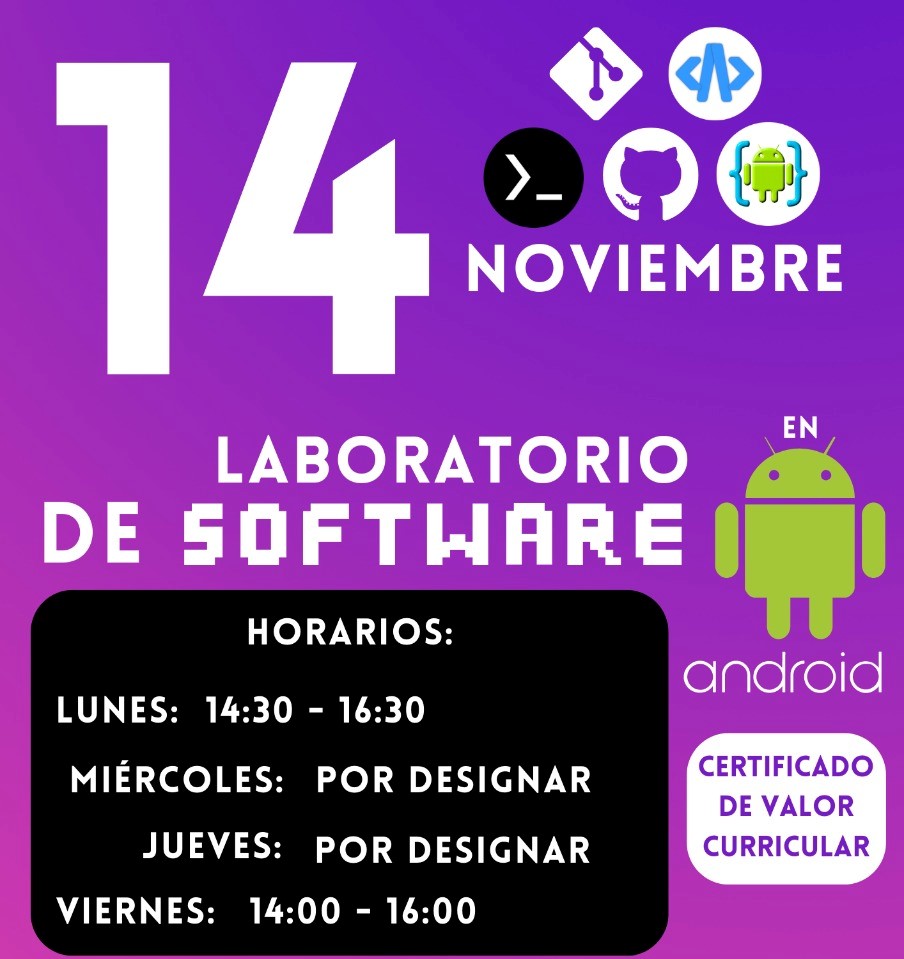 14
NOVIEMBRE
LABORATORIO
DE SOFTWARE
EN
android
HORARIOS:
LUNES: 14:30 - 16:30
MIÉRCOLES: POR DESIGNAR
JUEVES: POR DESIGNAR
VIERNES: 14:00 - 16:00
CERTIFICADO
DE VALOR
CURRICULAR